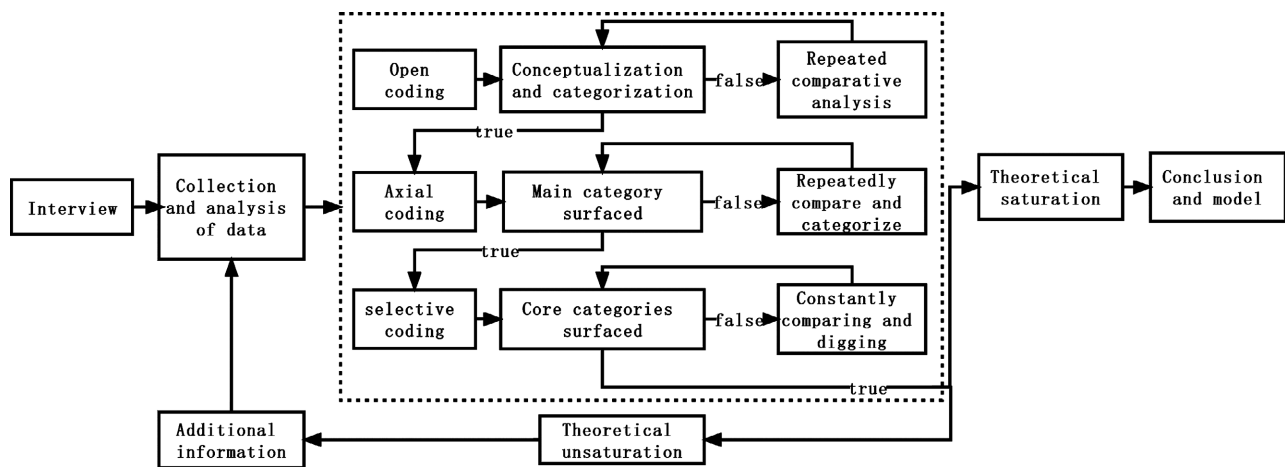 Open
coding
Conceptualization
and categorization
false
Repeated
comparative
analysis
true
Interview
Collection
and analysis
of data
Axial
coding
Main category
surfaced
false
Repeatedly
compare and
categorize
Theoretical
saturation
Conclusion
and model
true
selective
coding
Core categories
surfaced
false
Constantly
comparing and
digging
true
Additional
information
Theoretical
unsaturation